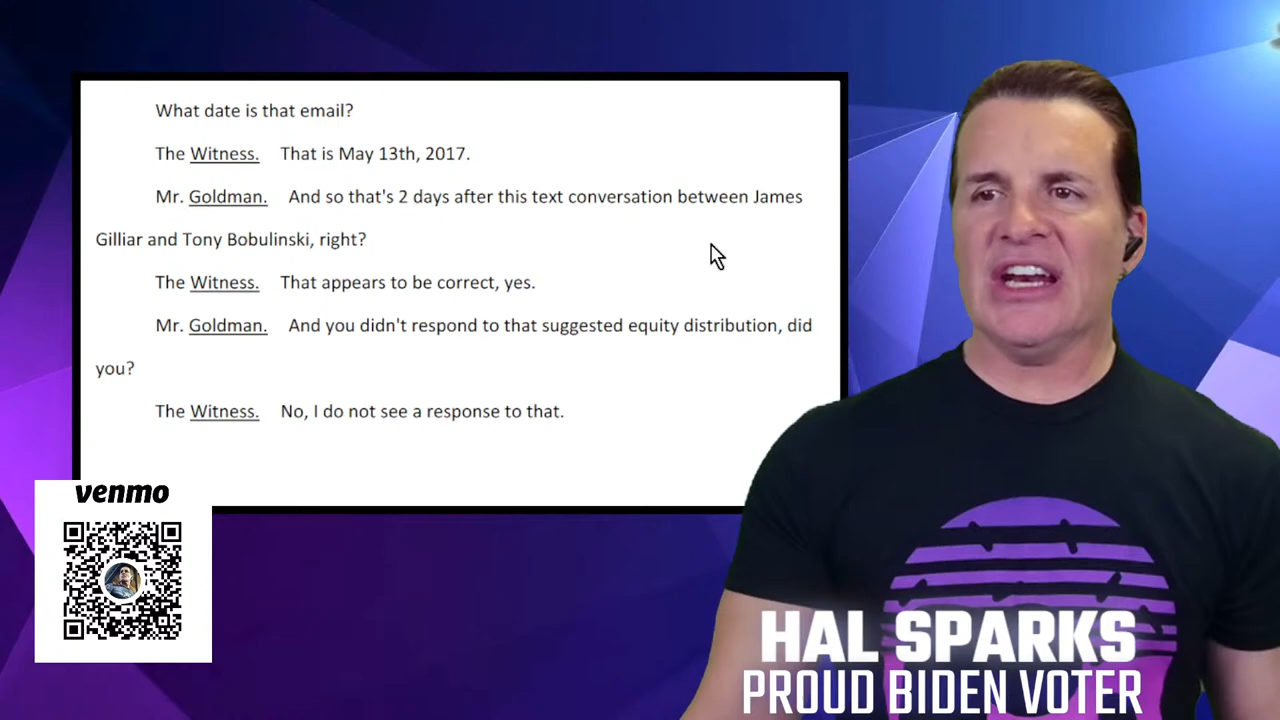 What date is that email?
The Witness. That is May 13th, 2017.
Mr. Goldman. And so that's 2 days after this text conversation between James
Gilliar and Tony Bobulinski, right?
The Witness. That appears to be correct, yes.
Mr. Goldman. And you didn't respond to that suggested equity distribution, did
you?
The Witness. No, I do not see a response to that.
venmo
HAL SPARKS
PROUD BIDEN VOTER